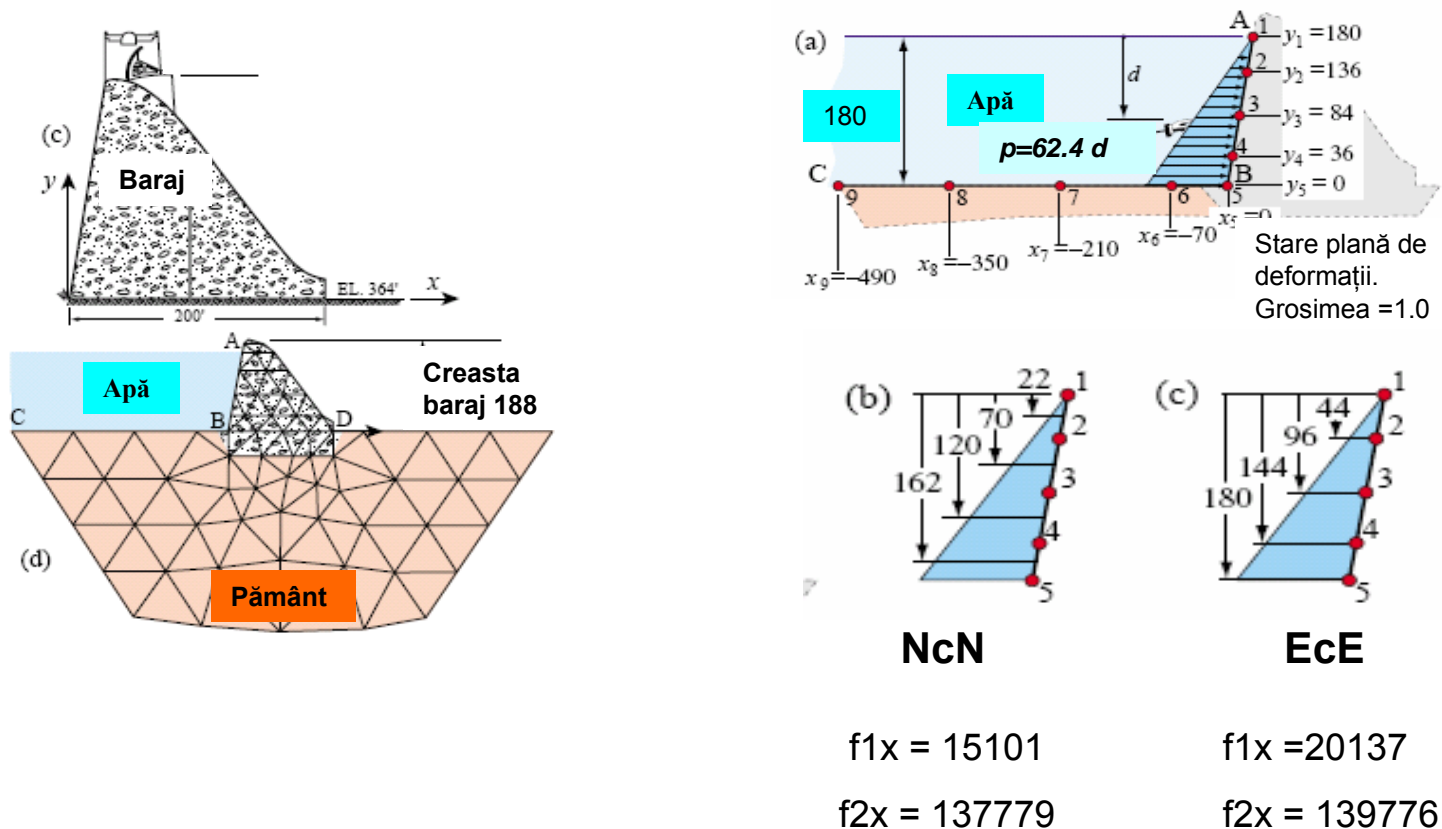 (c)
Baraj
y
EL. 364'
x
200'
A
Apă
Creasta
baraj 188
C
B
D
(d)
Pământ
(a)
A 1
y1 = 180
2
y2 = 136
d
180
Apă
3
y3 = 84
p=62.4 d
4
y4 = 36
C
B
9
8
7
6
5
y5 = 0
x5 =0
x6 =–70
x7 =–210
x8 =–350
x9 =–490
Stare plană de
deformații.
Grosimea =1.0
(b)
22
1
70
2
120
162
3
4
5
NcN
(c)
44
1
96
2
144
180
3
4
5
EcE
f1x = 15101
f1x =20137
f2x = 137779
f2x = 139776